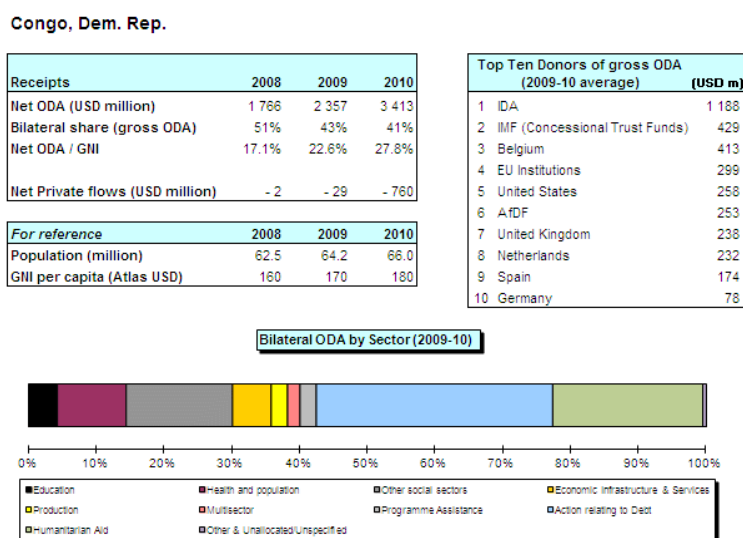 Congo, Dem. Rep.
Receipts 2008 2009 2010
Net ODA (USD million) 1 766 2 357 3 413
Bilateral share (gross ODA) 51% 43% 41%
Net ODA / GNI 17.1% 22.6% 27.8%
Net Private flows (USD million) - 2 - 29 - 760
For reference 2008 2009 2010
Population (million) 62.5 64.2 66.0
GNI per capita (Atlas USD) 160 170 180
Top Ten Donors of gross ODA
(2009-10 average) (USD m)
1 IDA 1 188
2 IMF (Concessional Trust Funds) 429
3 Belgium 413
4 EU Institutions 299
5 United States 258
6 AfDF 253
7 United Kingdom 238
8 Netherlands 232
9 Spain 174
10 Germany 78
Bilateral ODA by Sector (2009-10)
0% 10% 20% 30% 40% 50% 60% 70% 80% 90% 100%
Education Health and population Other social sectors Economic Infrastructure & Services
Production Multisector Programme Assistance Action relating to Debt
Humanitarian Aid Other & Unallocated/Unspecified